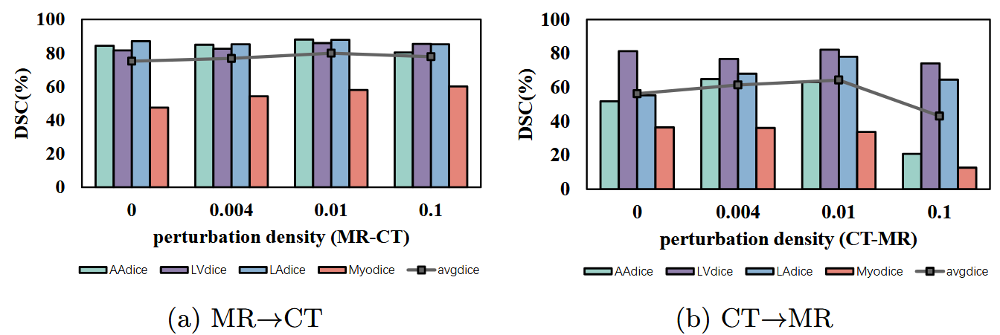 100
80
60
40
20
0
DSC(%)
0 0.004 0.01 0.1
perturbation density (MR-CT)
AAdice LVdice LAdice Myodice avgdice
(a) MR→CT
100
80
60
40
20
0
DSC(%)
0 0.004 0.01 0.1
perturbation density (CT-MR)
AAdice LVdice LAdice Myodice avgdice
(b) CT→MR